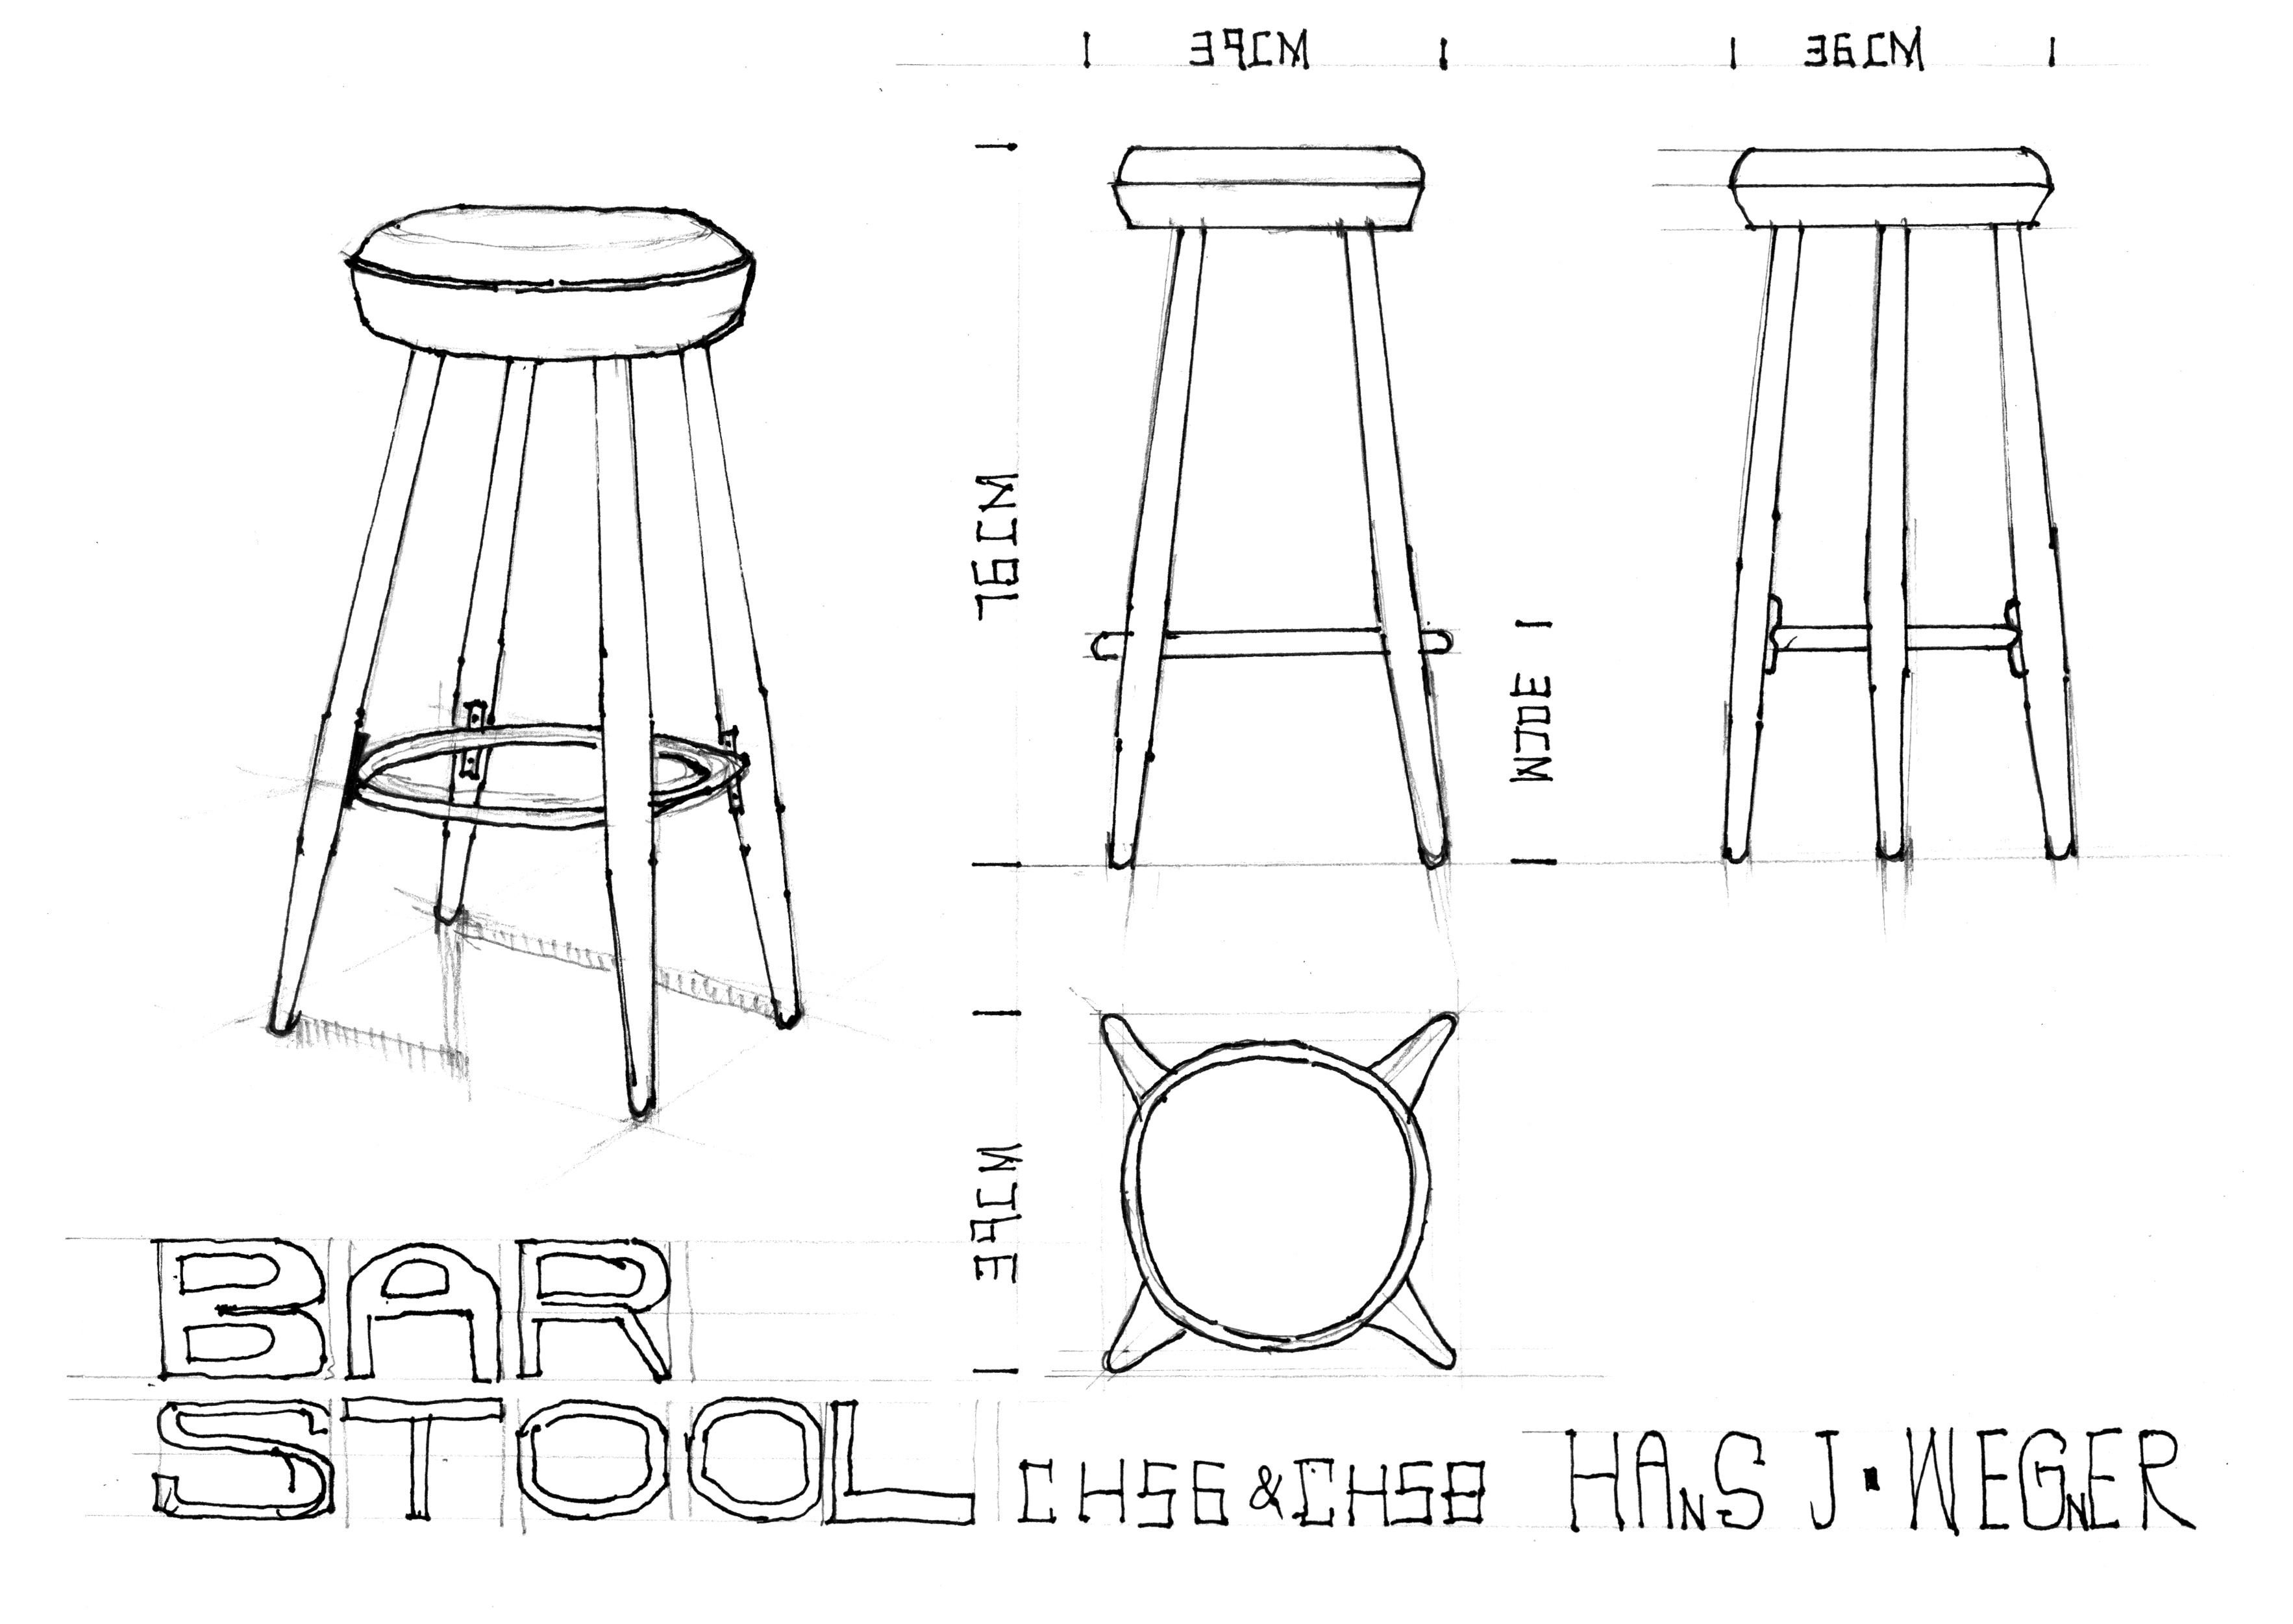 39CM
36CM
76CM
30CM
39CM
BAR
STOOL
CH56 & CH58
HANS J. WEGNER